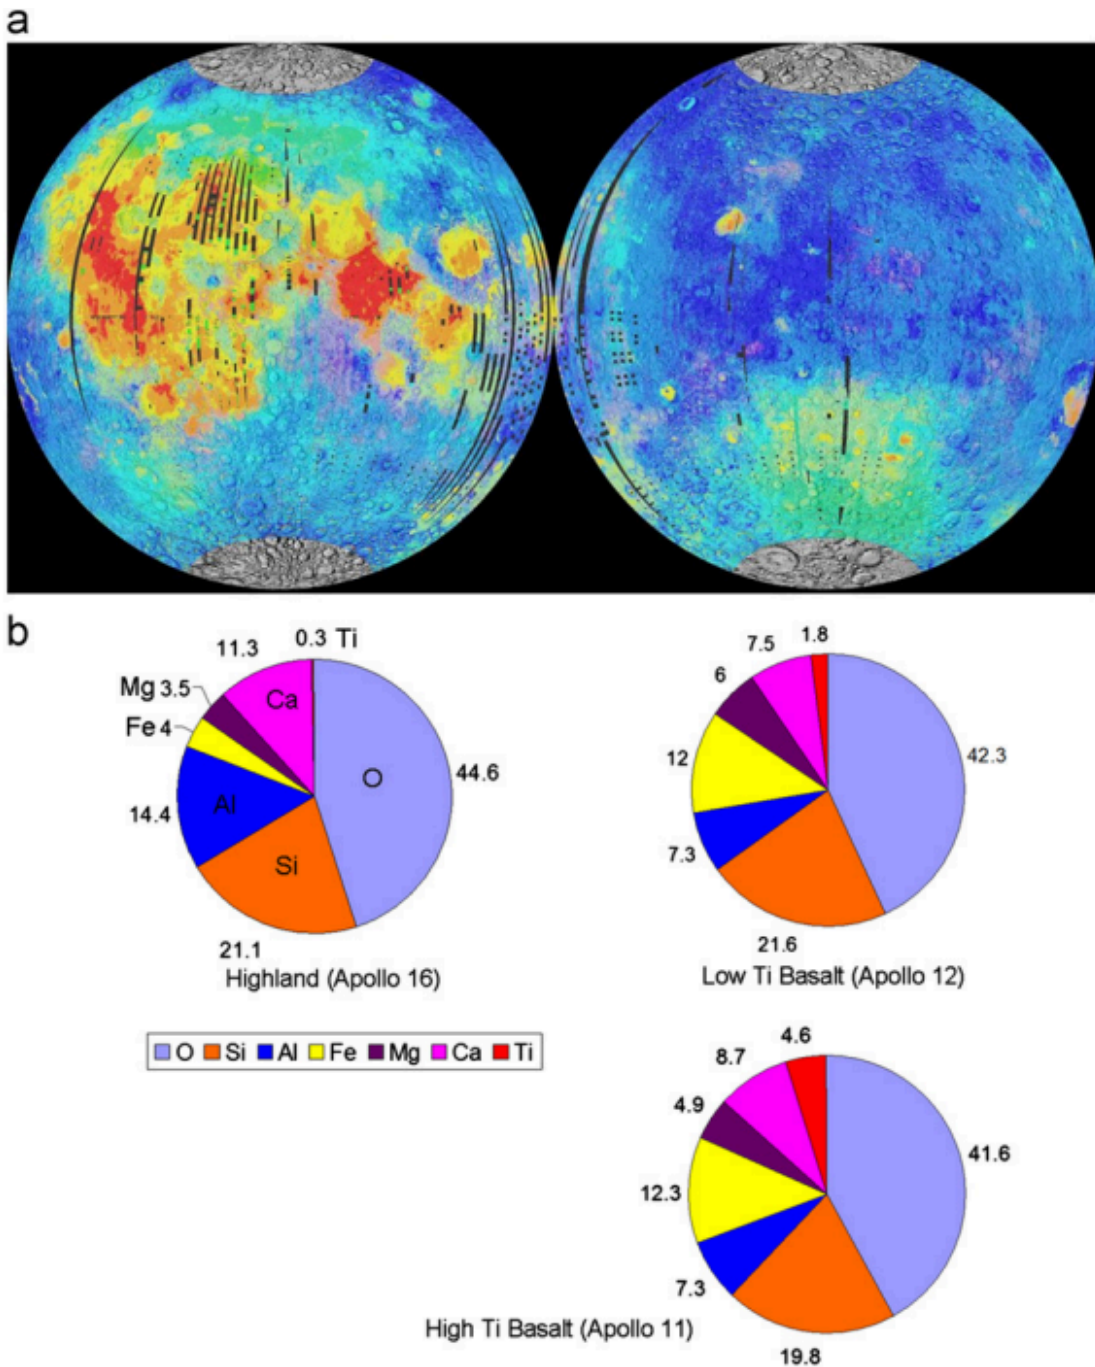 a
b
0.3 Ti
11.3
Mg 3.5
Ca
Fe 4
O
44.6
14.4
Al
Si
21.1
Highland (Apollo 16)
1.8
7.5
6
12
42.3
7.3
21.6
Low Ti Basalt (Apollo 12)
O Si Al Fe Mg Ca Ti
4.6
8.7
4.9
41.6
12.3
7.3
High Ti Basalt (Apollo 11)
19.8